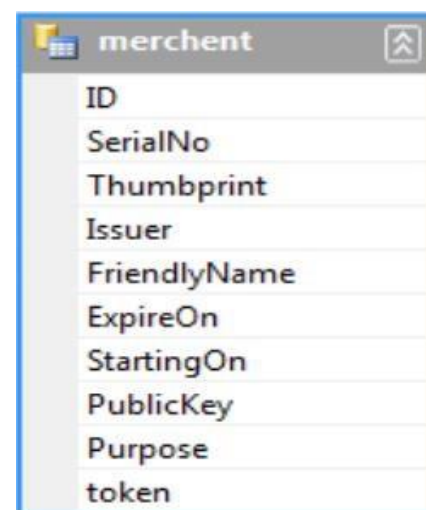 merchent
ID
SerialNo
Thumbprint
Issuer
FriendlyName
ExpireOn
StartingOn
PublicKey
Purpose
token